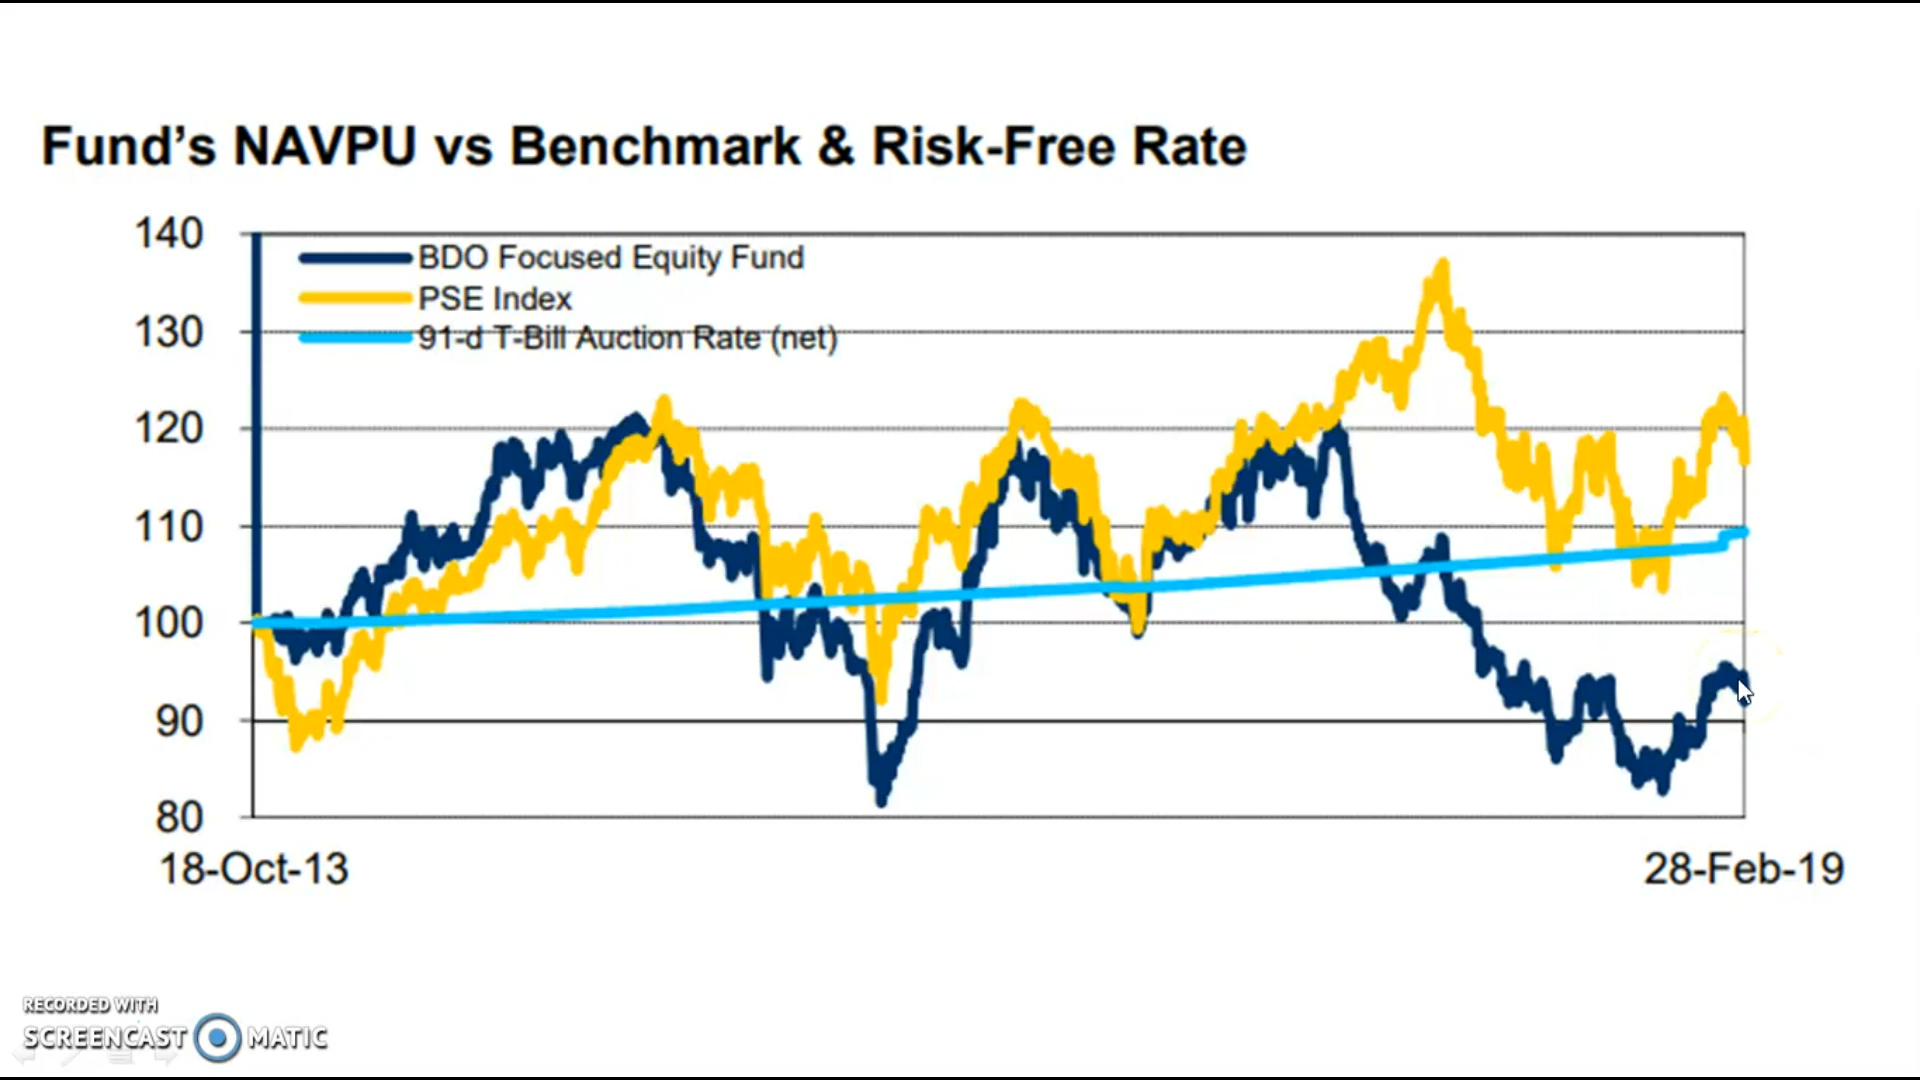 Fund’s NAVPU vs Benchmark & Risk-Free Rate
140
BDO Focused Equity Fund
PSE Index
130
91-d T-Bill Auction Rate (net)
120
110
100
90
80
18-Oct-13
28-Feb-19
RECORDED WITH
SCREENCAST MATIC